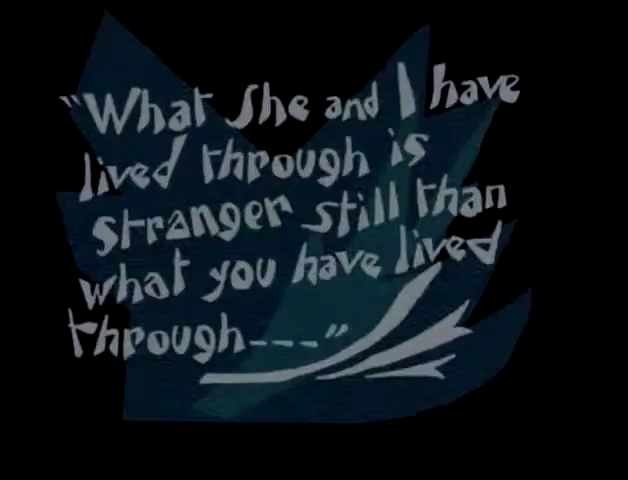 "What she and I have
lived through is
stranger still than
what you have lived
through---"